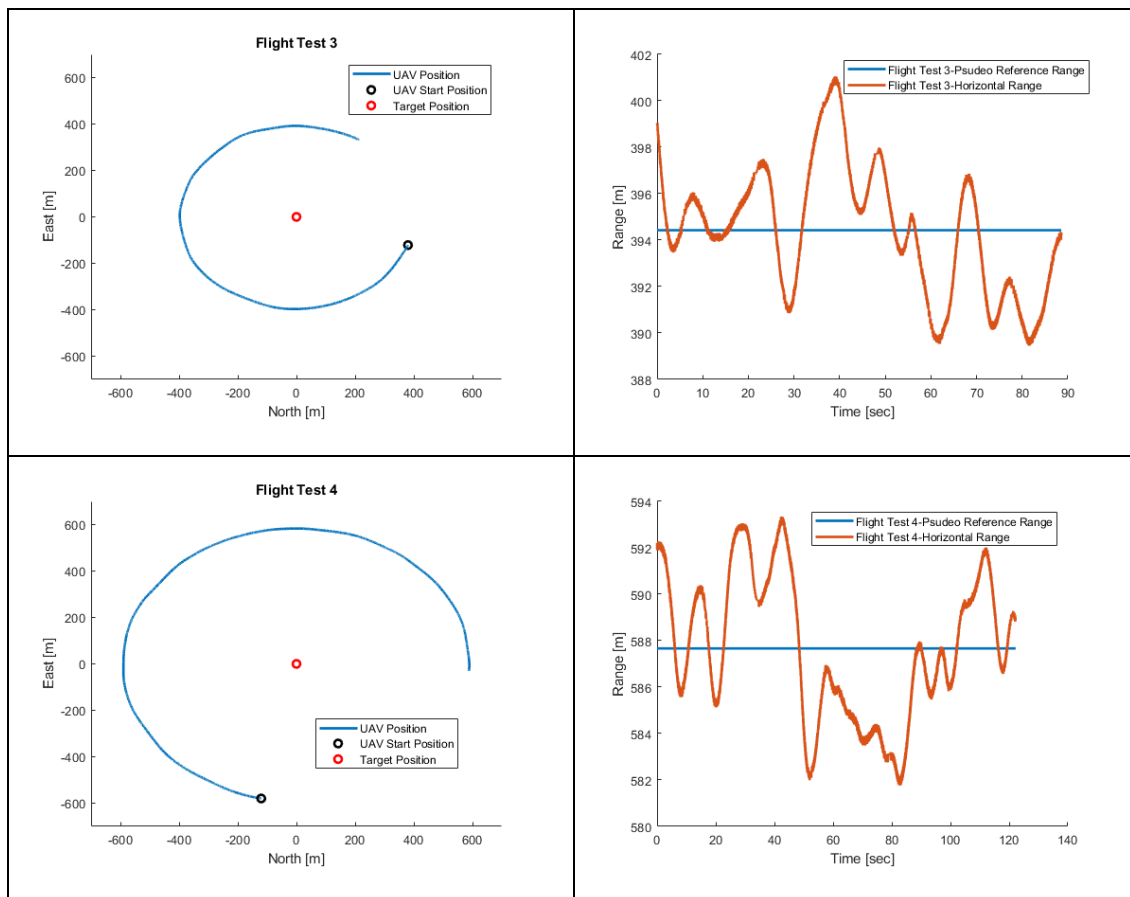 Flight Test 3
UAV Position
UAV Start Position
Target Position
600
400
200
0
-200
-400
-600
East [m]
-600 -400 -200 0 200 400 600
North [m]
Flight Test 3-Psudeo Reference Range
Flight Test 3-Horizontal Range
402
400
398
396
394
392
390
388
Range [m]
0 10 20 30 40 50 60 70 80 90
Time [sec]
Flight Test 4
600
400
200
0
-200
-400
-600
East [m]
UAV Position
UAV Start Position
Target Position
-600 -400 -200 0 200 400 600
North [m]
Flight Test 4-Psudeo Reference Range
Flight Test 4-Horizontal Range
594
592
590
588
586
584
582
580
Range [m]
0 20 40 60 80 100 120 140
Time [sec]